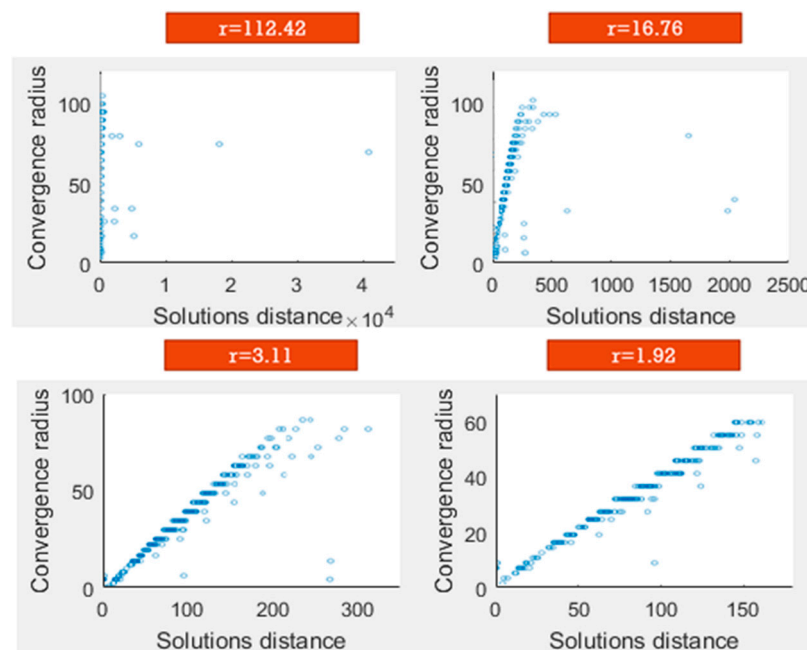 r=112.42
r=16.76
Convergence radius
100
50
0
0
1
2
3
4
Solutions distance ×10⁴
Convergence radius
100
50
0
0
500
1000
1500
2000
2500
Solutions distance
r=3.11
r=1.92
Convergence radius
100
50
0
0
100
200
300
Solutions distance
Convergence radius
60
40
20
0
0
50
100
150
Solutions distance